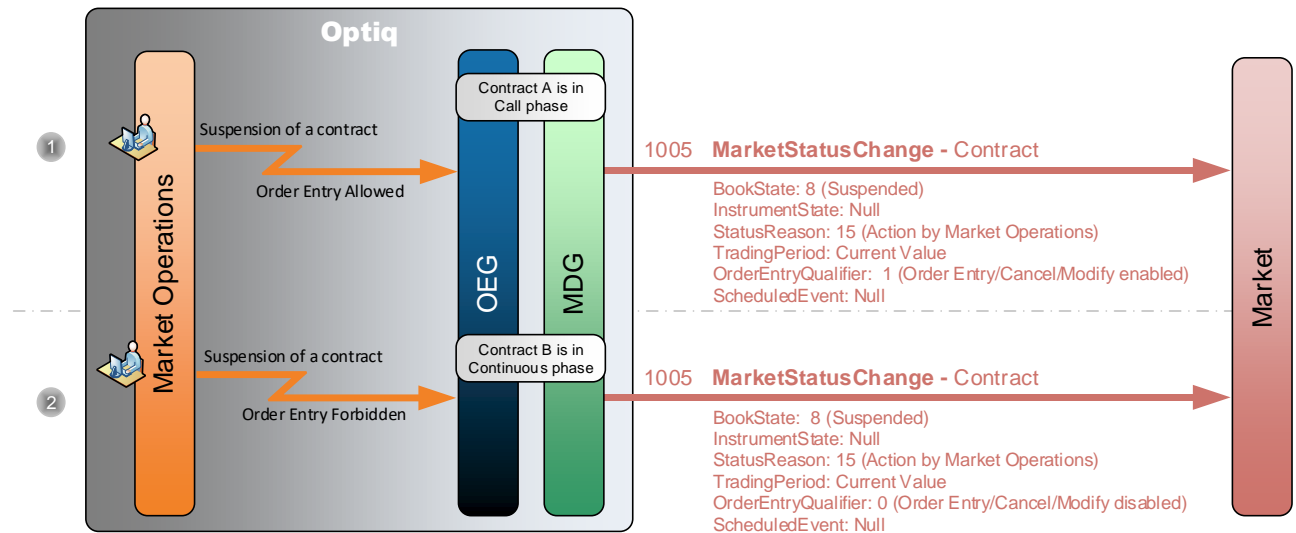 Optiq
Market Operations
OEG
MDG
Market
Contract A is in
Call phase
1
Suspension of a contract
Order Entry Allowed
1005 MarketStatusChange - Contract
BookState: 8 (Suspended)
InstrumentState: Null
StatusReason: 15 (Action by Market Operations)
TradingPeriod: Current Value
OrderEntryQualifier: 1 (Order Entry/Cancel/Modify enabled)
ScheduledEvent: Null
Contract B is in
Continuous phase
2
Suspension of a contract
Order Entry Forbidden
1005 MarketStatusChange - Contract
BookState: 8 (Suspended)
InstrumentState: Null
StatusReason: 15 (Action by Market Operations)
TradingPeriod: Current Value
OrderEntryQualifier: 0 (Order Entry/Cancel/Modify disabled)
ScheduledEvent: Null